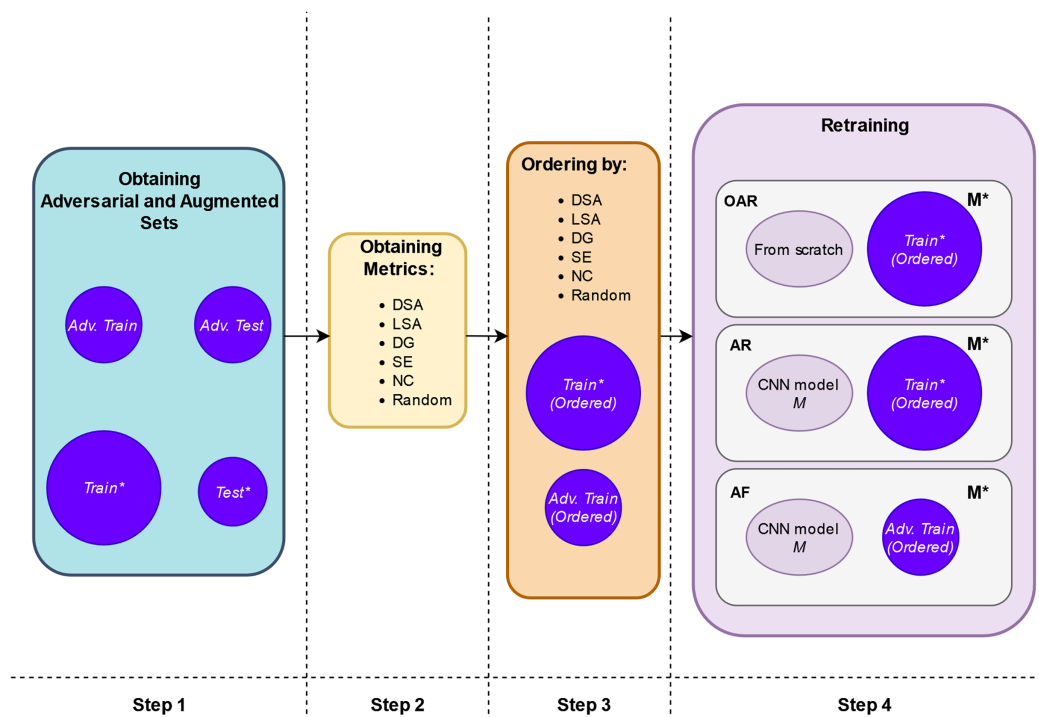 Obtaining
Adversarial and Augmented
Sets
Adv. Train
Adv. Test
Train*
Test*
Obtaining
Metrics:
• DSA
• LSA
• DG
• SE
• NC
• Random
Ordering by:
• DSA
• LSA
• DG
• SE
• NC
• Random
Train*
(Ordered)
Adv. Train
(Ordered)
Retraining
OAR
M*
From scratch
Train*
(Ordered)
AR
M*
CNN model
M
Train*
(Ordered)
AF
M*
CNN model
M
Adv. Train
(Ordered)
Step 1
Step 2
Step 3
Step 4